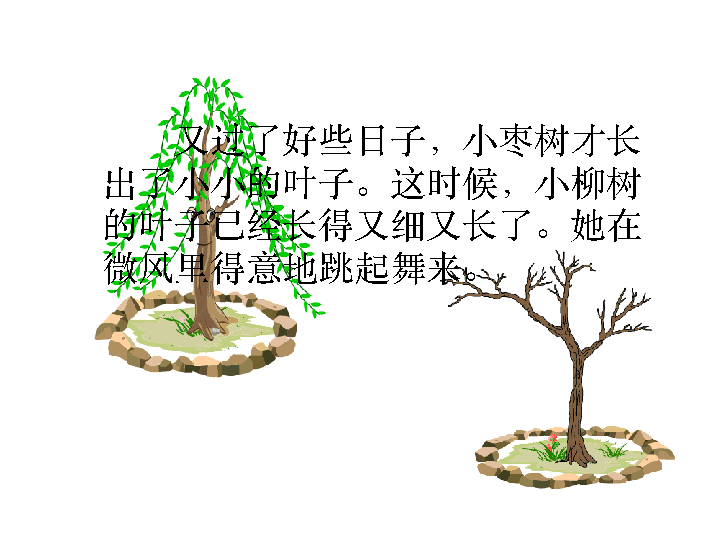 又过了好些日子，小枣树才长
出了小小的叶子。这时候，小柳树
的叶子已经长得又细又长了。她在
微风里得意地跳起舞来。